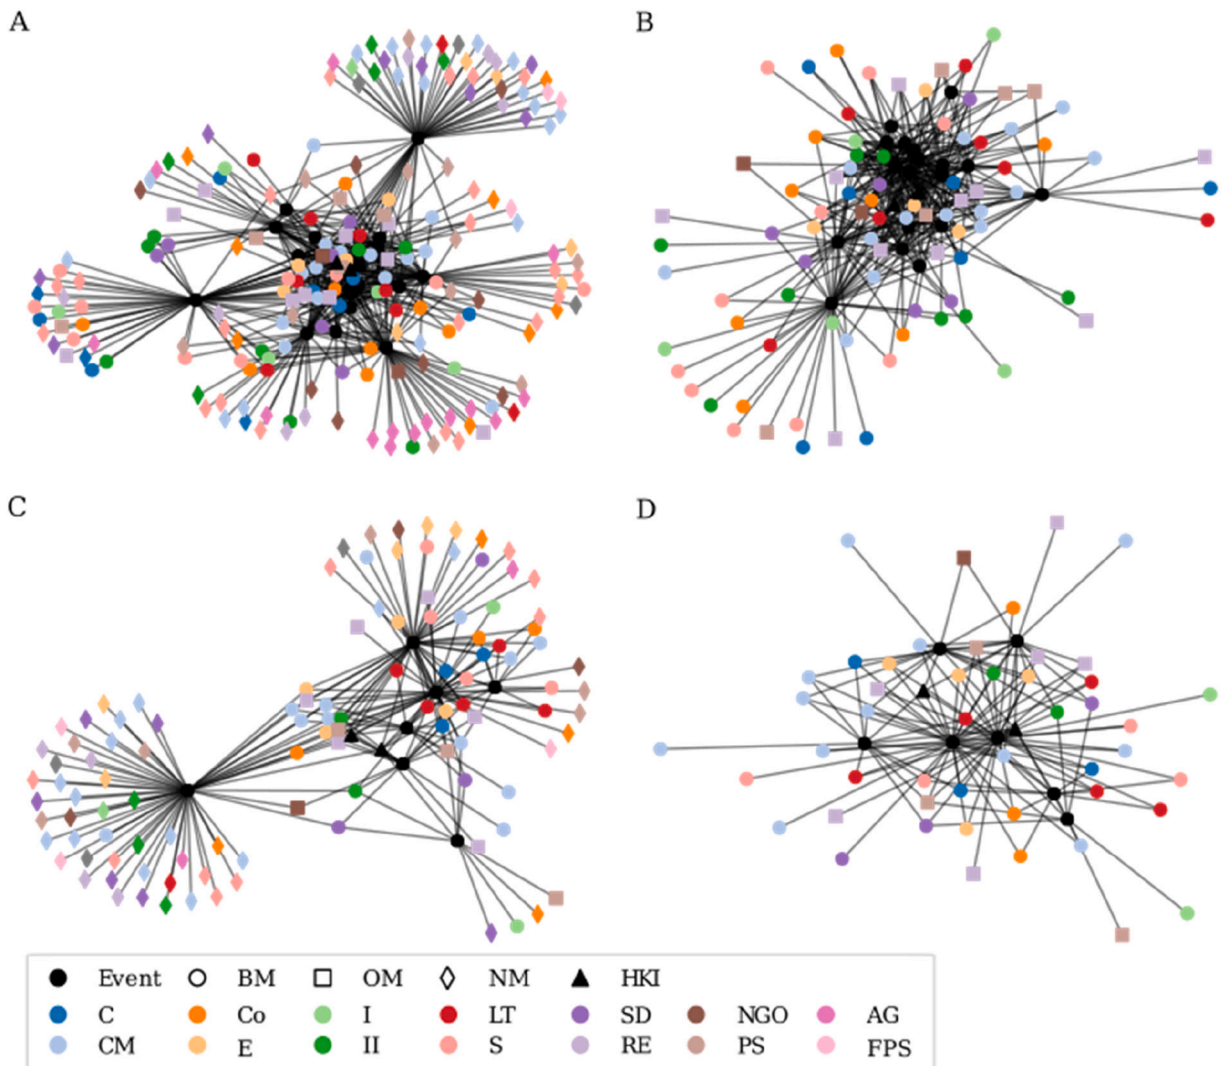 A B
C D
Event BM OM NM HKI
C Co I LT SD NGO AG
CM E II S RE PS FPS